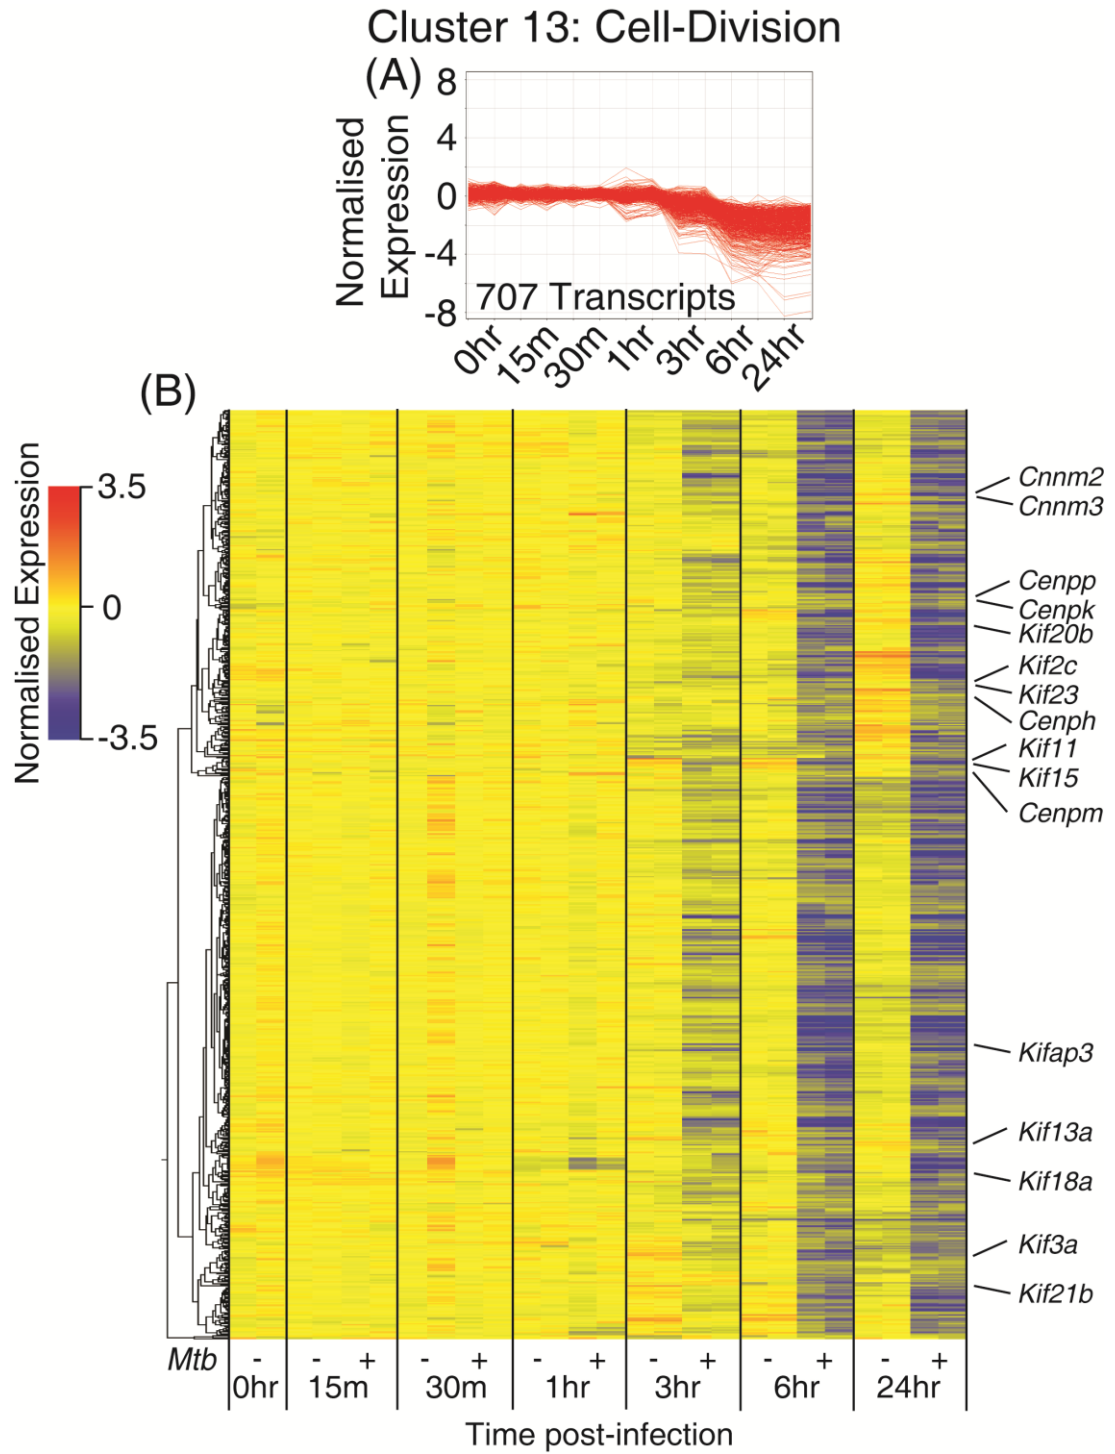 Cluster 13: Cell-Division
(A)
Normalised
Expression
8
4
0
-4
-8
707 Transcripts
0hr 15m 30m 1hr 3hr 6hr 24hr
(B)
Normalised Expression
3.5
0
-3.5
Cnnm2
Cnnm3
Cenpp
Cenpk
Kif20b
Kif2c
Kif23
Cenph
Kif11
Kif15
Cenpm
Kifap3
Kif13a
Kif18a
Kif3a
Kif21b
Mtb - - + - + - + - + - + - +
0hr 15m 30m 1hr 3hr 6hr 24hr
Time post-infection